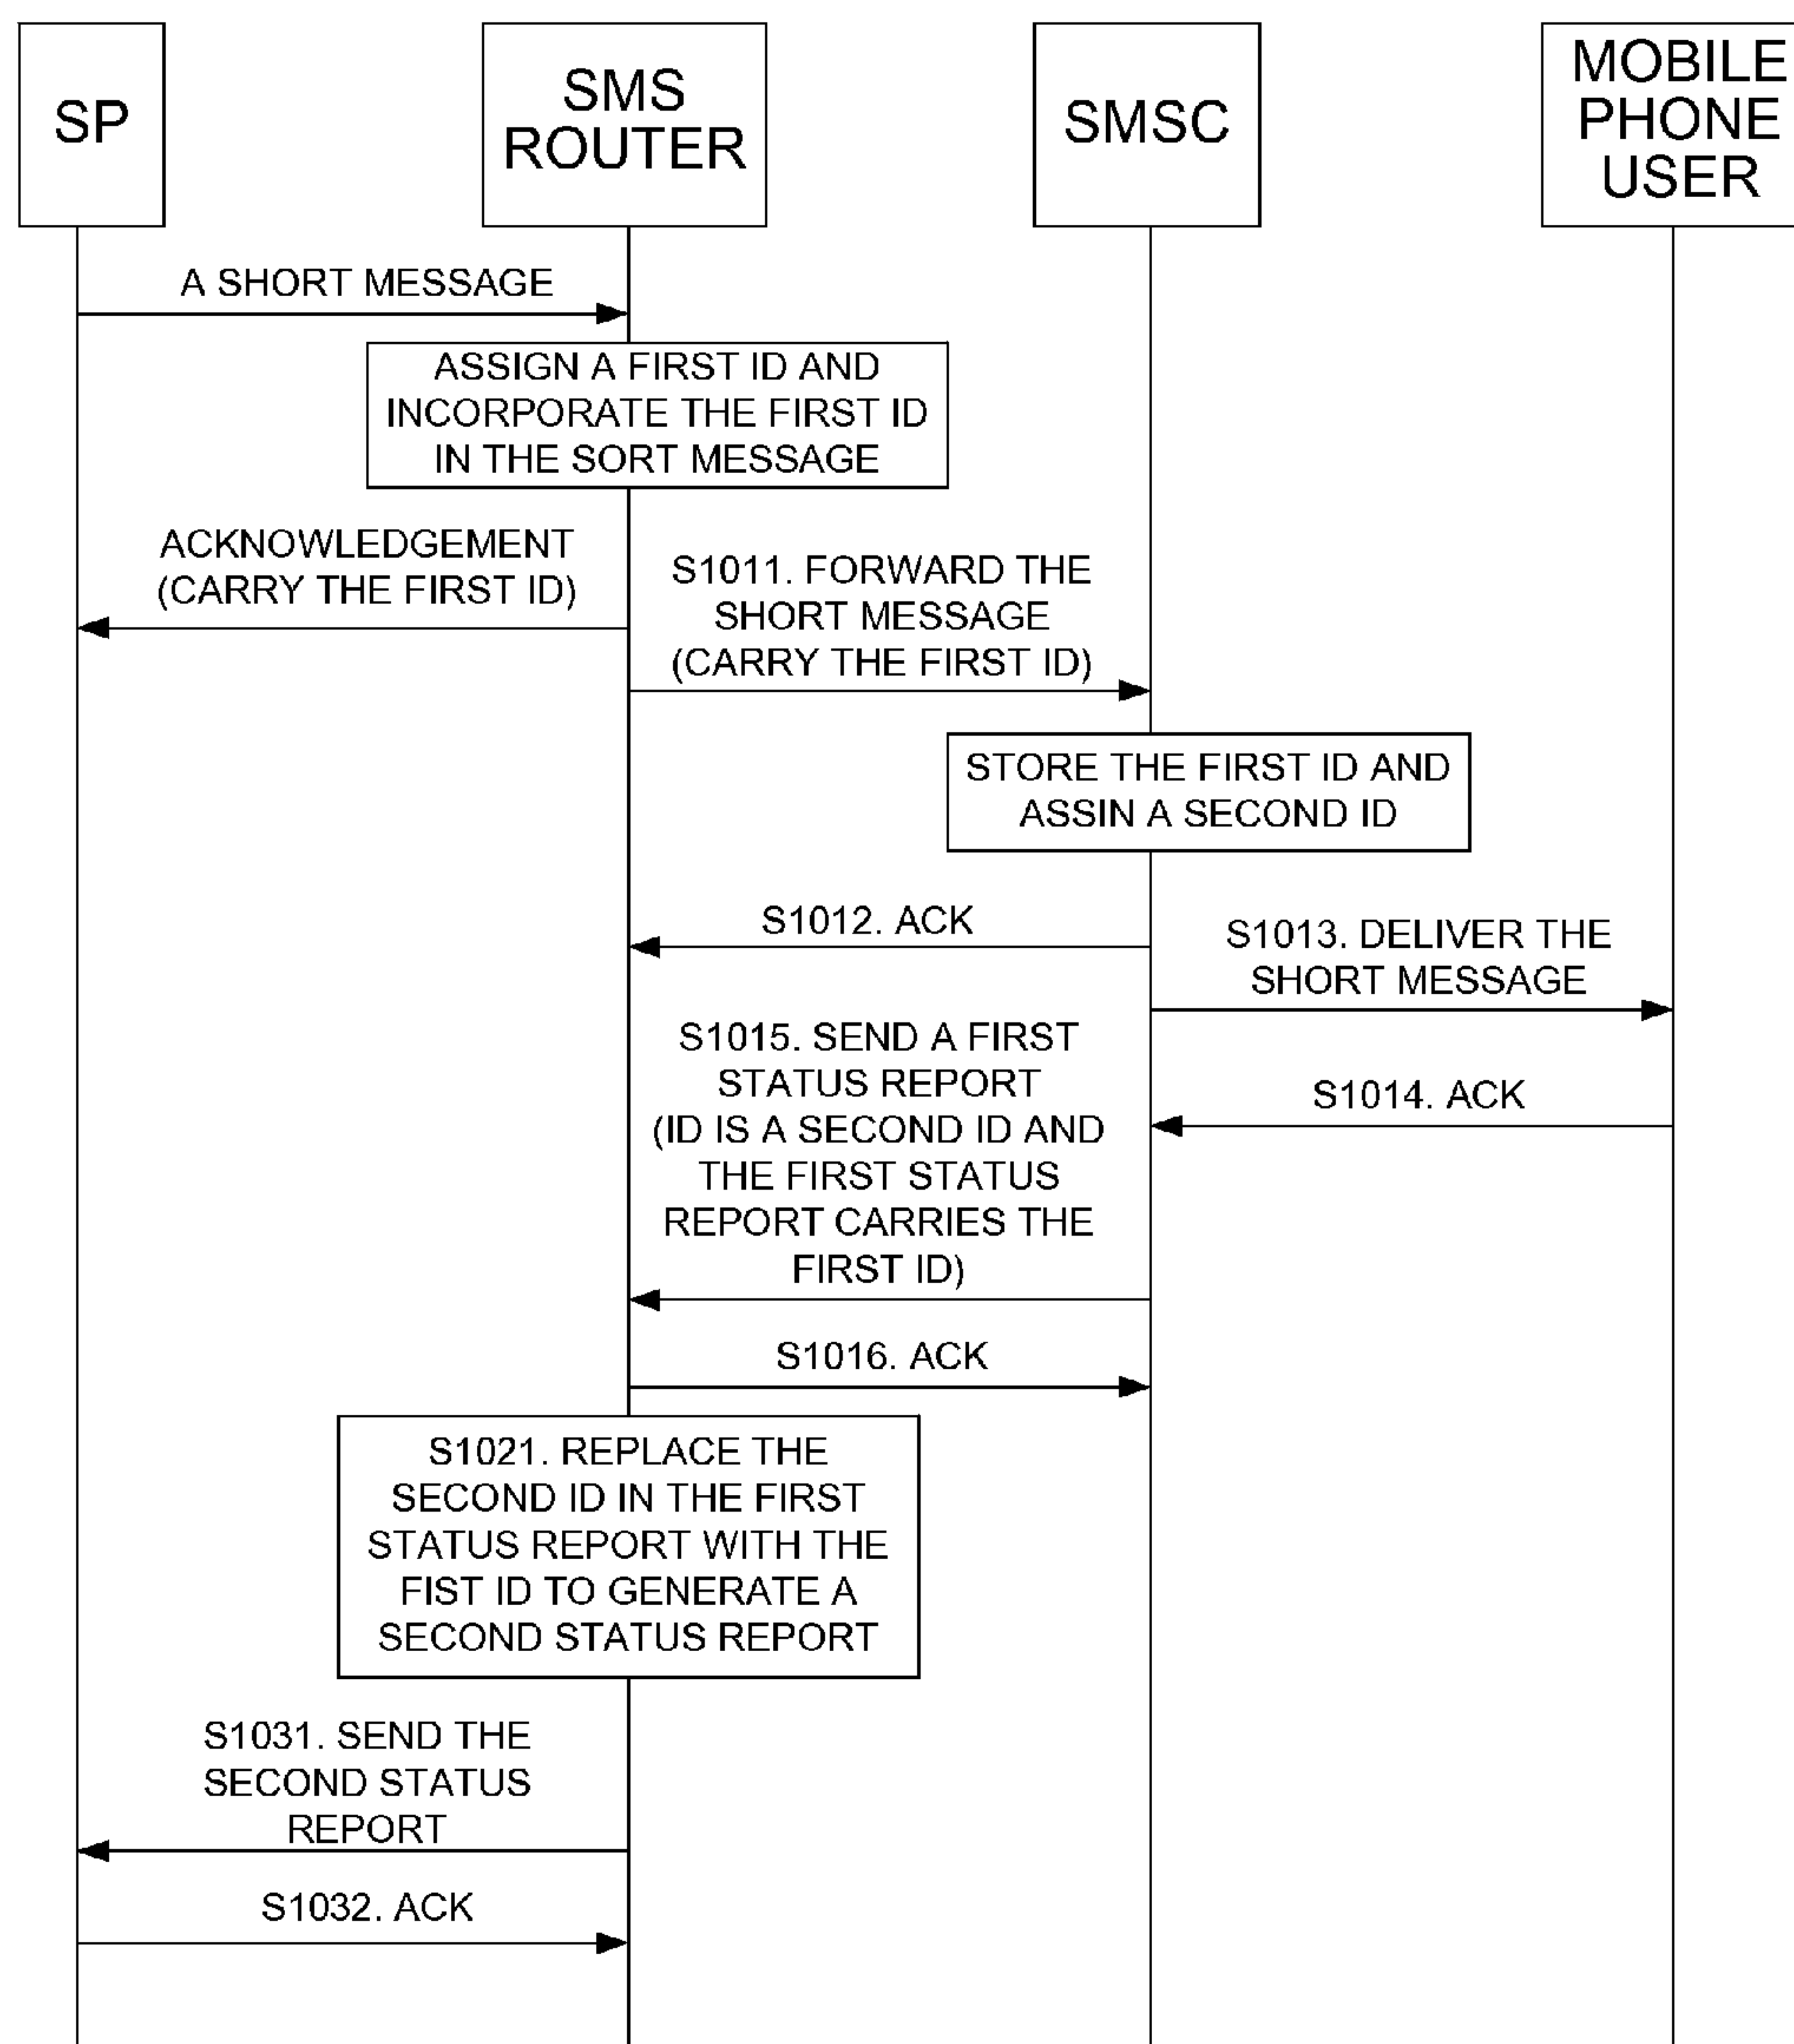 SP
SMS
ROUTER
SMSC
MOBILE
PHONE
USER
A SHORT MESSAGE
ASSIGN A FIRST ID AND
INCORPORATE THE FIRST ID
IN THE SORT MESSAGE
ACKNOWLEDGEMENT
(CARRY THE FIRST ID)
S1011. FORWARD THE
SHORT MESSAGE
(CARRY THE FIRST ID)
STORE THE FIRST ID AND
ASSIN A SECOND ID
S1012. ACK
S1013. DELIVER THE
SHORT MESSAGE
S1015. SEND A FIRST
STATUS REPORT
(ID IS A SECOND ID AND
THE FIRST STATUS
REPORT CARRIES THE
FIRST ID)
S1014. ACK
S1016. ACK
S1021. REPLACE THE
SECOND ID IN THE FIRST
STATUS REPORT WITH THE
FIST ID TO GENERATE A
SECOND STATUS REPORT
S1031. SEND THE
SECOND STATUS
REPORT
S1032. ACK